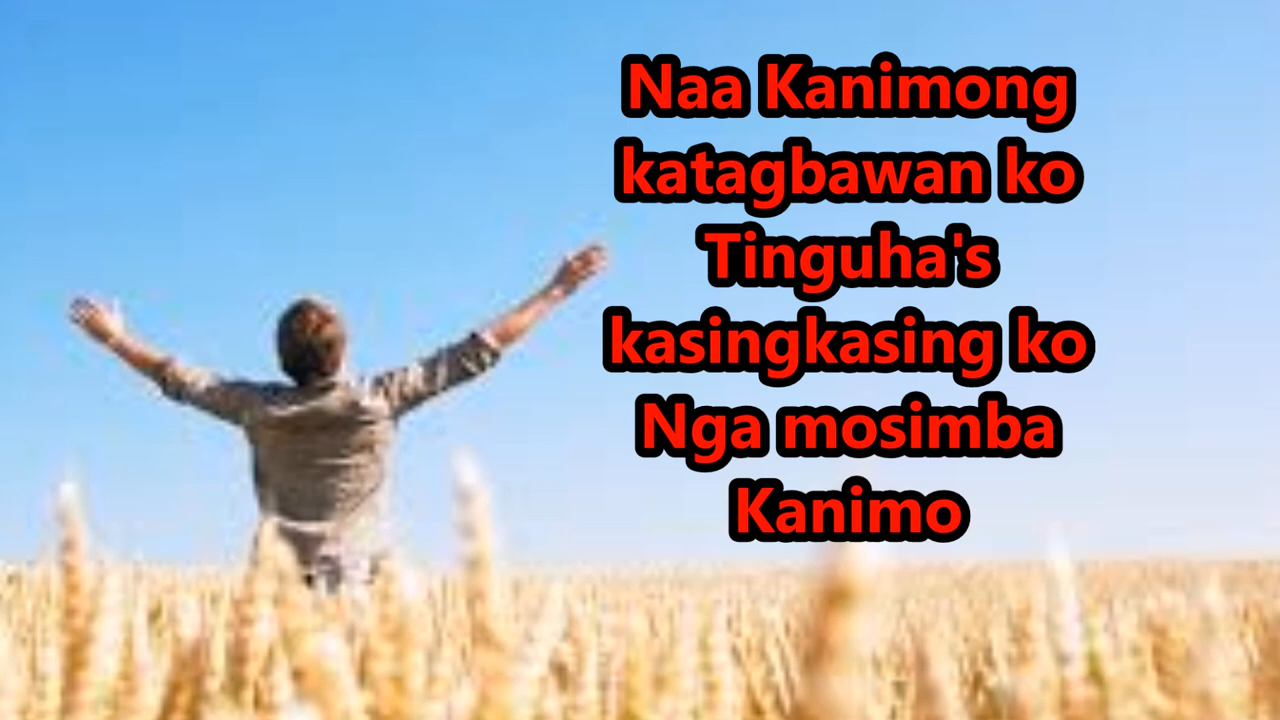 Naa Kanimong
katagbawan ko
Tinguha's
kasingkasing ko
Nga mosimba
Kanimo